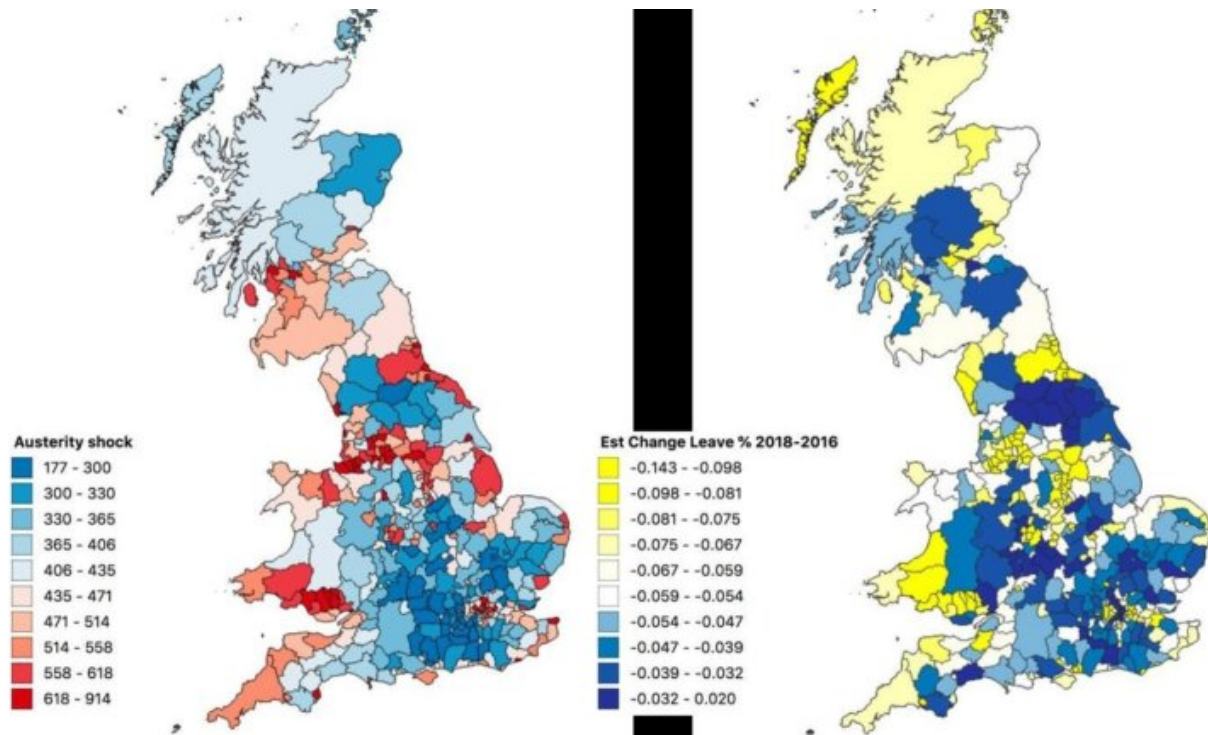 Austerity shock
177 - 300
300 - 330
330 - 365
365 - 406
406 - 435
435 - 471
471 - 514
514 - 558
558 - 618
618 - 914
Est Change Leave % 2018-2016
-0.143 - -0.098
-0.098 - -0.081
-0.081 - -0.075
-0.075 - -0.067
-0.067 - -0.059
-0.059 - -0.054
-0.054 - -0.047
-0.047 - -0.039
-0.039 - -0.032
-0.032 - 0.020